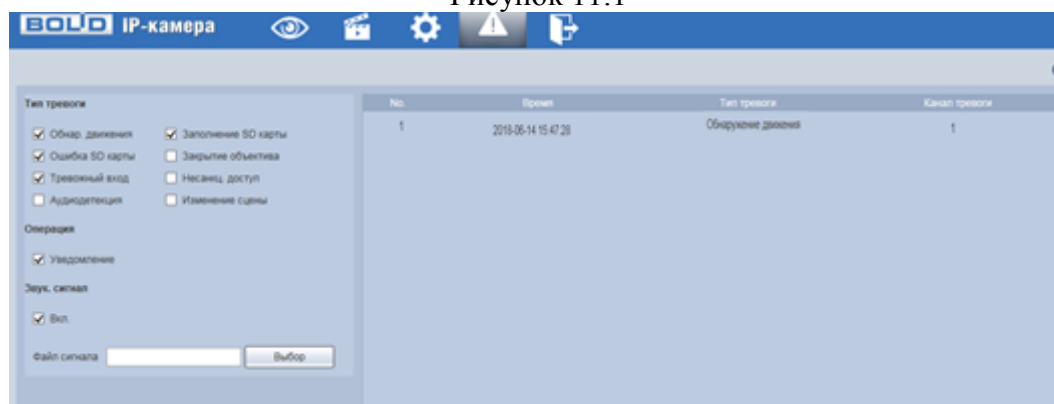 Рисунок 11.1
BOLID IP-камера
Тип тревоги
Обнар. движения Заполнение SD карты
Ошибка SD карты Закрытие объектива
Тревожный вход Несанкц. доступ
Аудиодетекция Изменение сцены
Операция
Уведомление
Звук. сигнал
Вкл.
Файл сигнала Выбор
No. Время Тип тревоги Канал тревоги
1 2018-06-14 15:47:28 Обнаружение движения 1